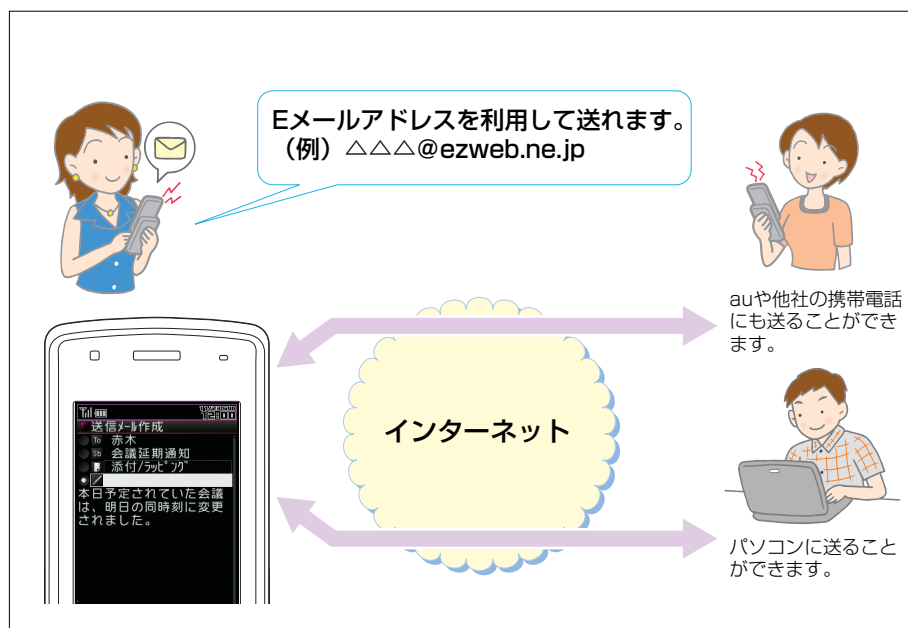 Eメールアドレスを利用して送れます。
（例）△△△@ezweb.ne.jp
auや他社の携帯電話
にも送ることができ
ます。
12:00
送信メール作成
To 赤木
Sb 会議延期通知
添付/ラッピング
本日予定されていた会議
は、明日の同時刻に変更
されました。
インターネット
パソコンに送ること
ができます。